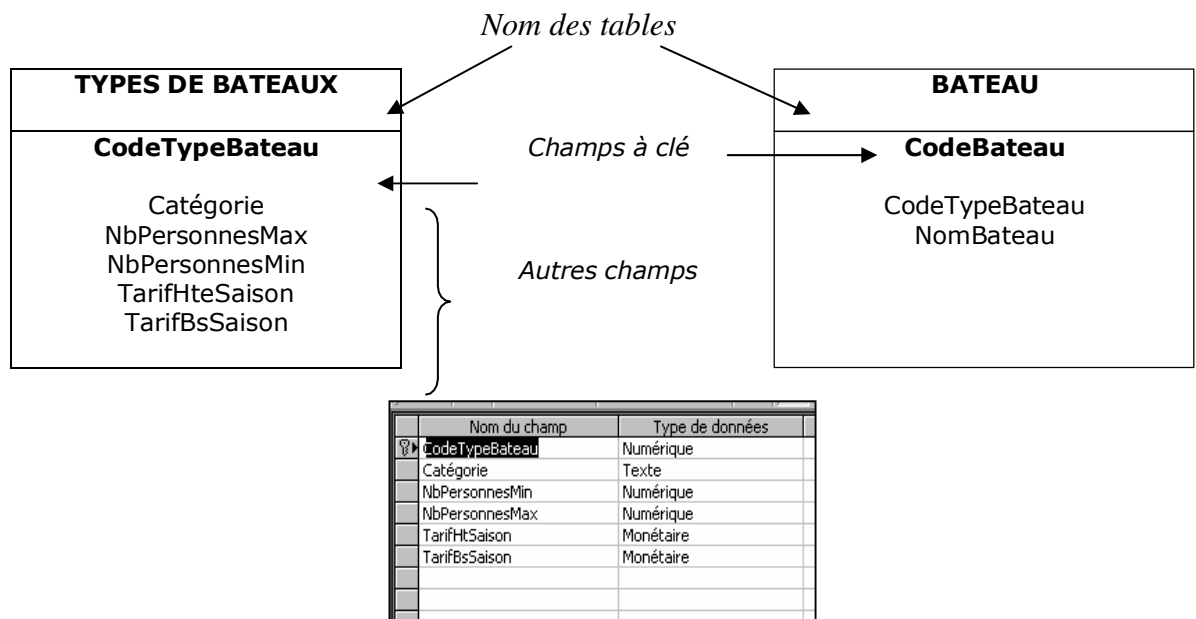 Nom des tables
TYPES DE BATEAUX
CodeTypeBateau
Catégorie
NbPersonnesMax
NbPersonnesMin
TarifHteSaison
TarifBsSaison
Champs à clé
Autres champs
BATEAU
CodeBateau
CodeTypeBateau
NomBateau
Nom du champ Type de données
CodeTypeBateau Numérique
Catégorie Texte
NbPersonnesMin Numérique
NbPersonnesMax Numérique
TarifHtSaison Monétaire
TarifBsSaison Monétaire